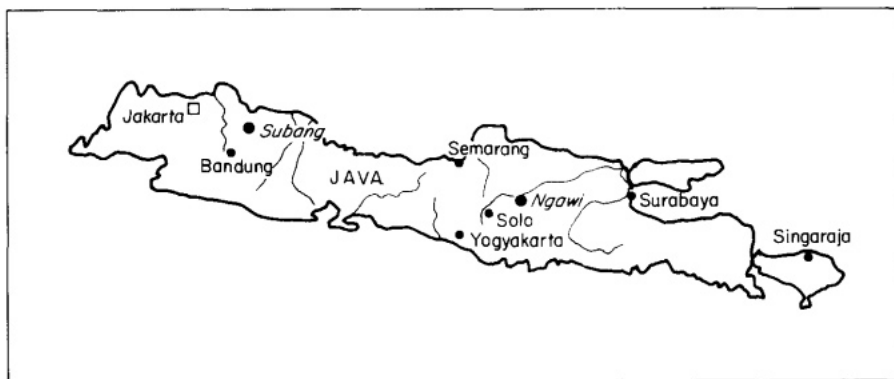 Jakarta
Subang
Bandung
JAVA
Semarang
Ngawi
Solo
Surabaya
Yogyakarta
Singaraja